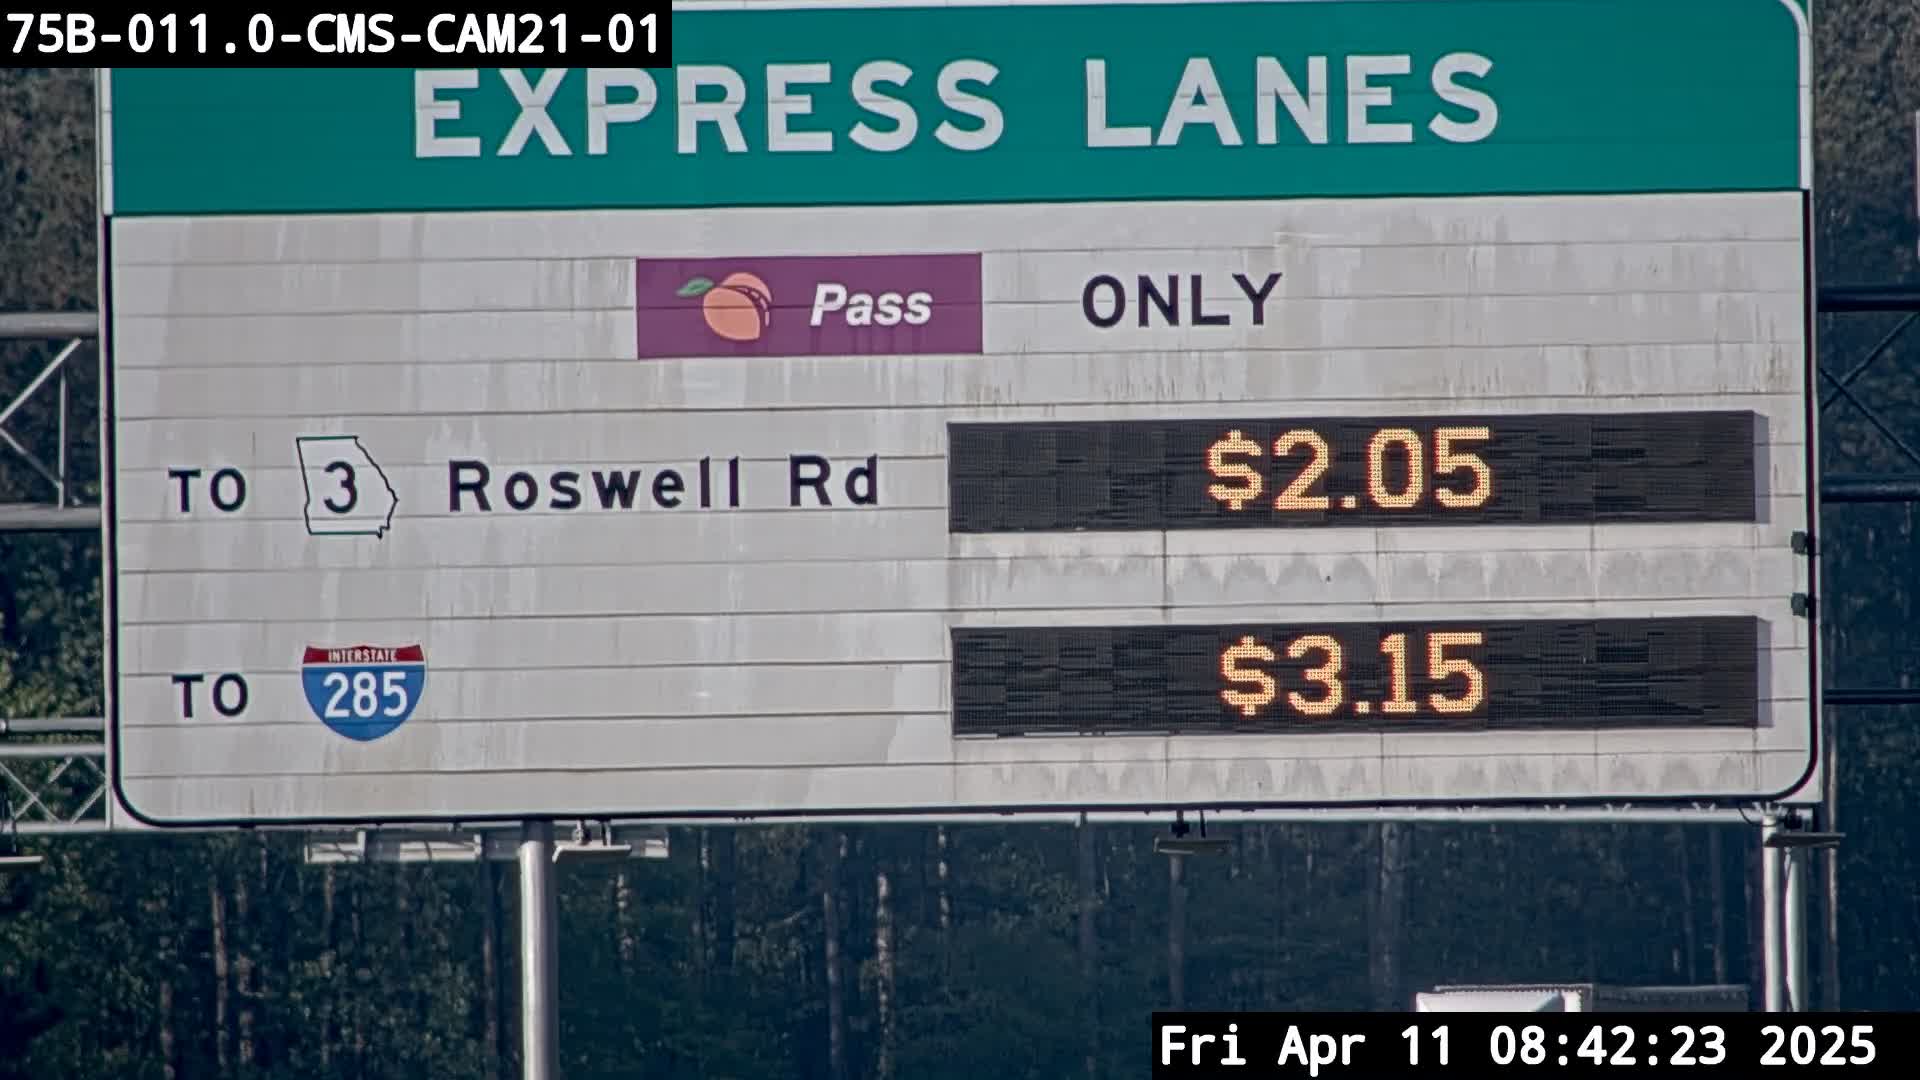 75B-011.0-CMS-CAM21-01
EXPRESS LANES
Pass ONLY
TO 3 Roswell Rd $2.05
TO INTERSTATE 285 $3.15
Fri Apr 11 08:42:23 2025